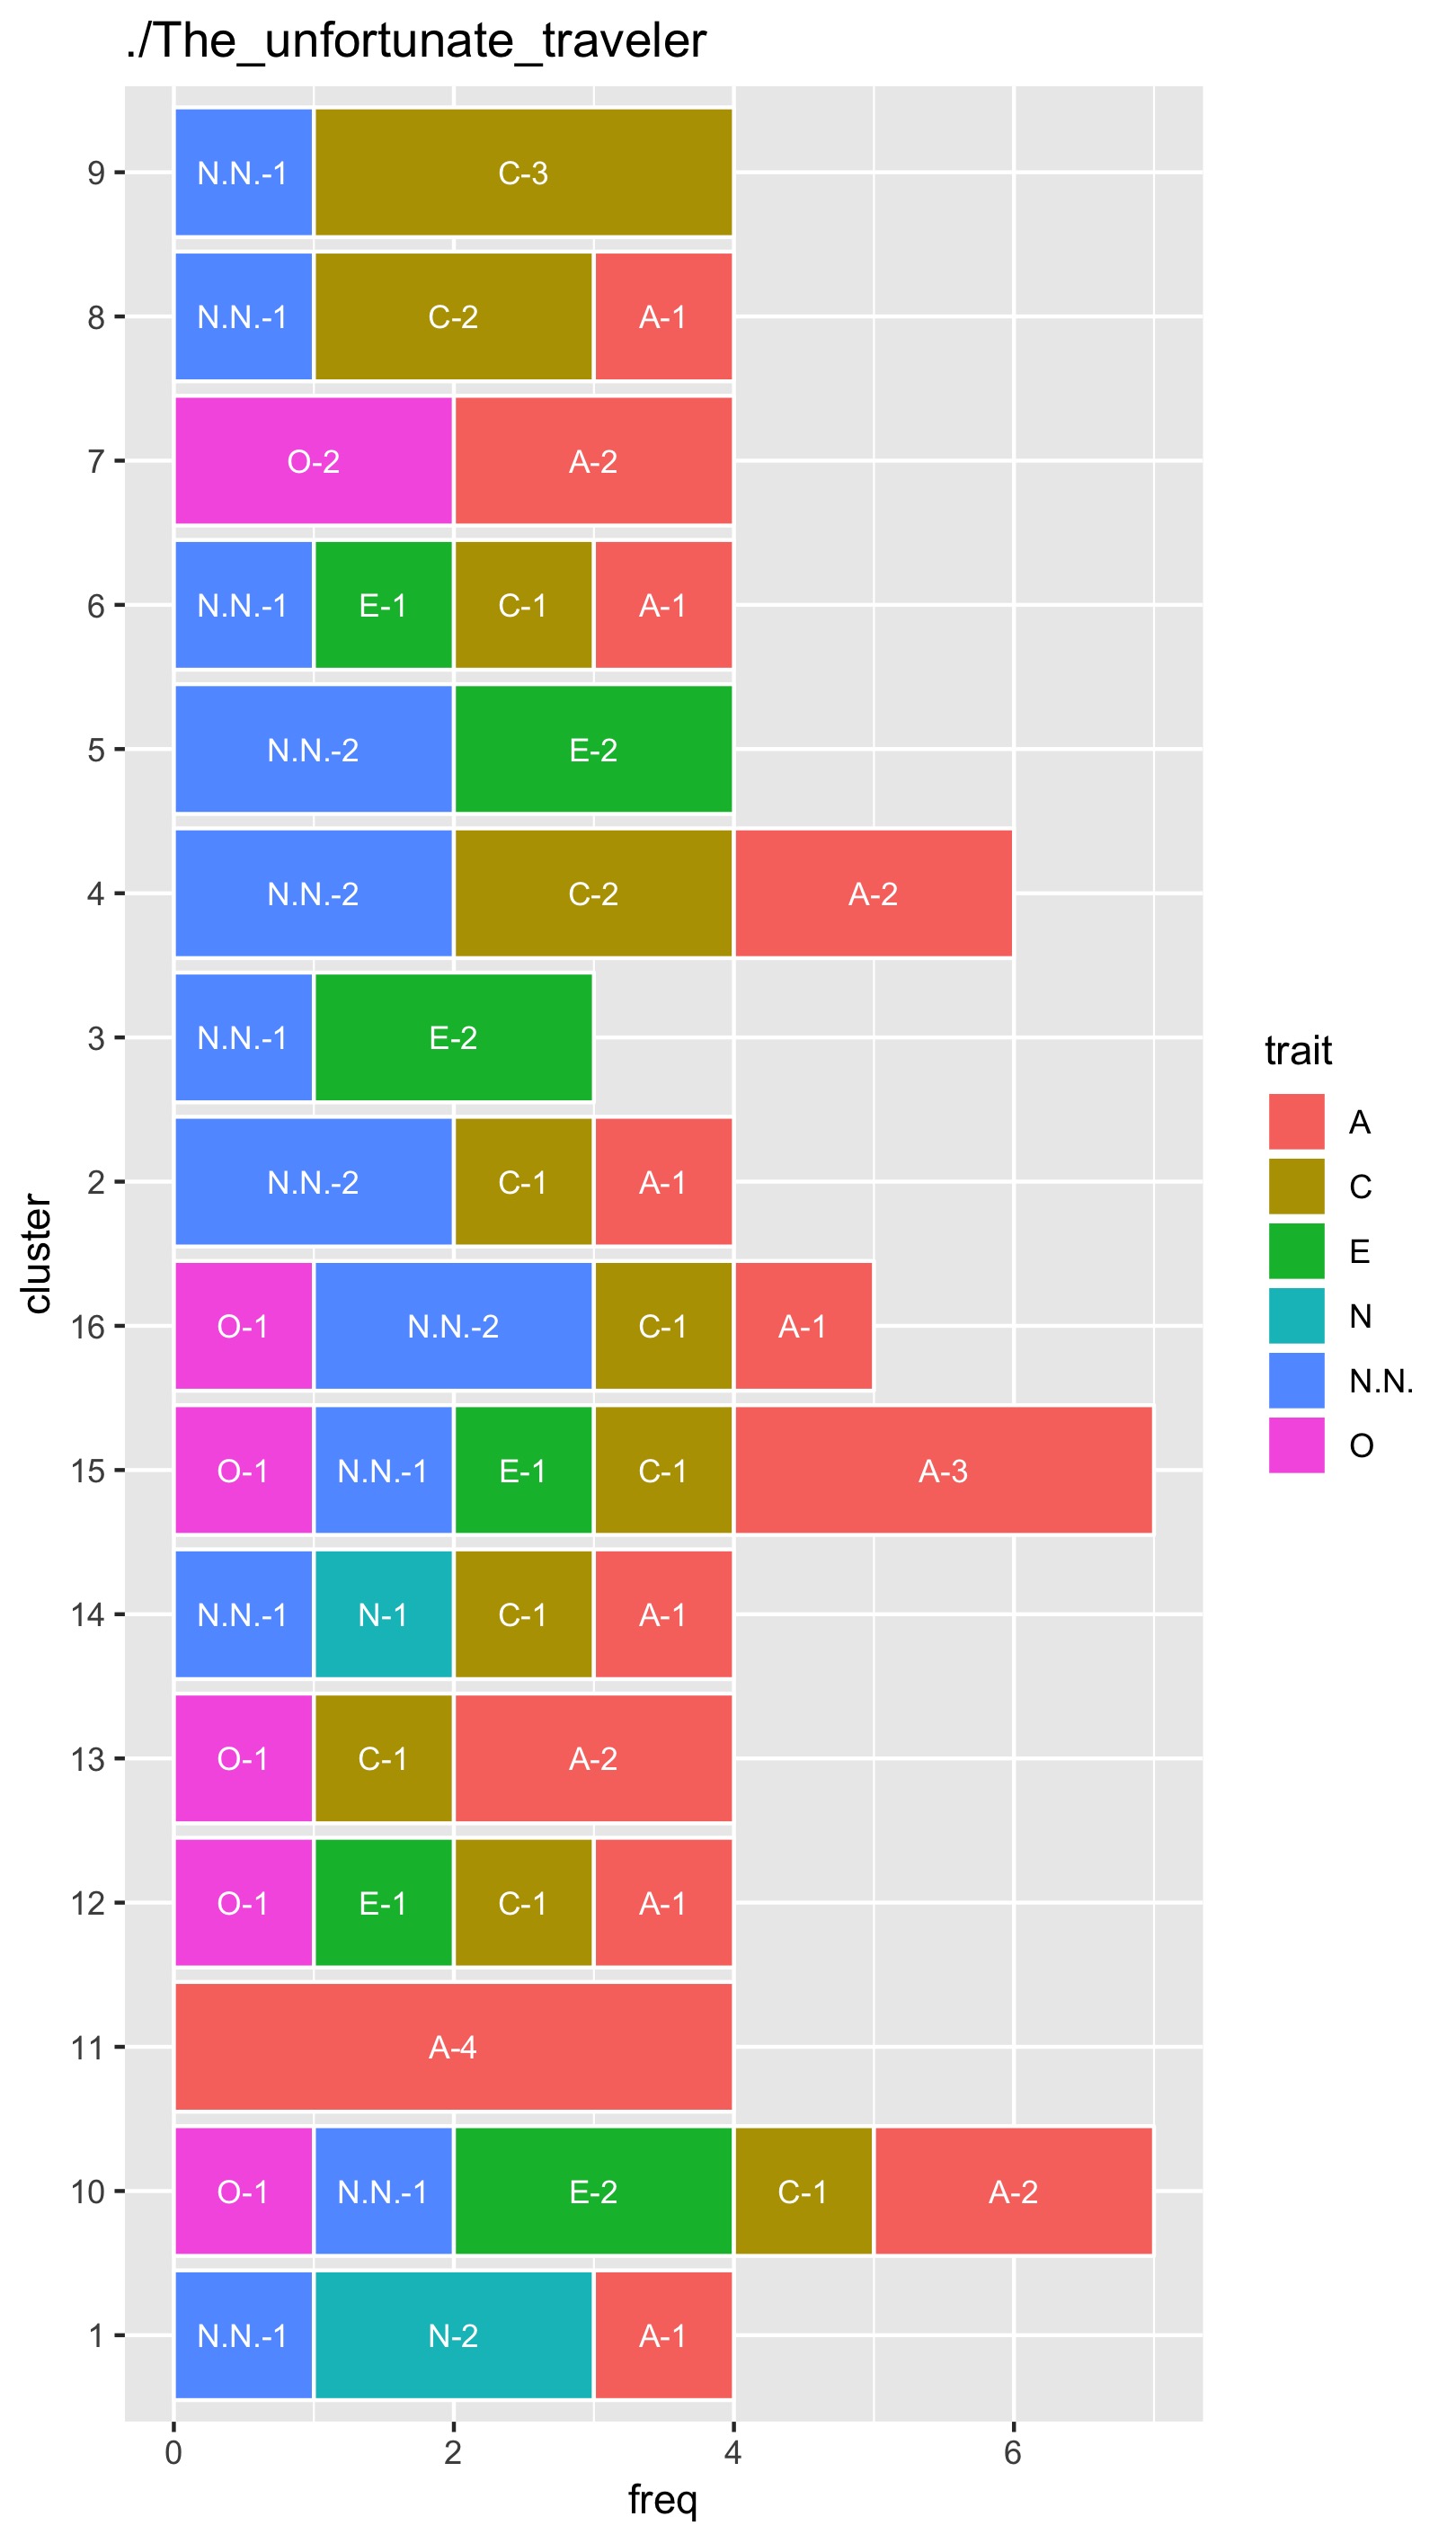 ./The_unfortunate_traveler
9 N.N.-1 C-3
8 N.N.-1 C-2 A-1
7 O-2 A-2
6 N.N.-1 E-1 C-1 A-1
5 N.N.-2 E-2
4 N.N.-2 C-2 A-2
3 N.N.-1 E-2
2 N.N.-2 C-1 A-1
16 O-1 N.N.-2 C-1 A-1
15 O-1 N.N.-1 E-1 C-1 A-3
14 N.N.-1 N-1 C-1 A-1
13 O-1 C-1 A-2
12 O-1 E-1 C-1 A-1
11 A-4
10 O-1 N.N.-1 E-2 C-1 A-2
1 N.N.-1 N-2 A-1
0 2 4 6
freq
cluster
trait
A
C
E
N
N.N.
O